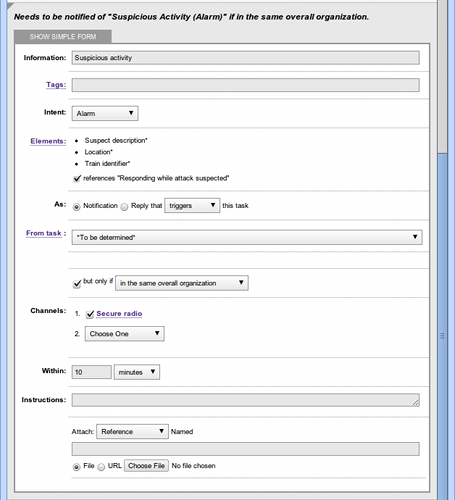 Needs to be notified of "Suspicious Activity (Alarm)" if in the same overall organization.
SHOW SIMPLE FORM
Information: Suspicious activity
Tags:
Intent: Alarm
Elements: Suspect description*
Location*
Train identifier*
references "Responding while attack suspected"
As: Notification Reply that triggers this task
From task : *To be determined*
but only if in the same overall organization
Channels: 1. Secure radio
2. Choose One
Within: 10 minutes
Instructions:
Attach: Reference Named
File URL Choose File No file chosen